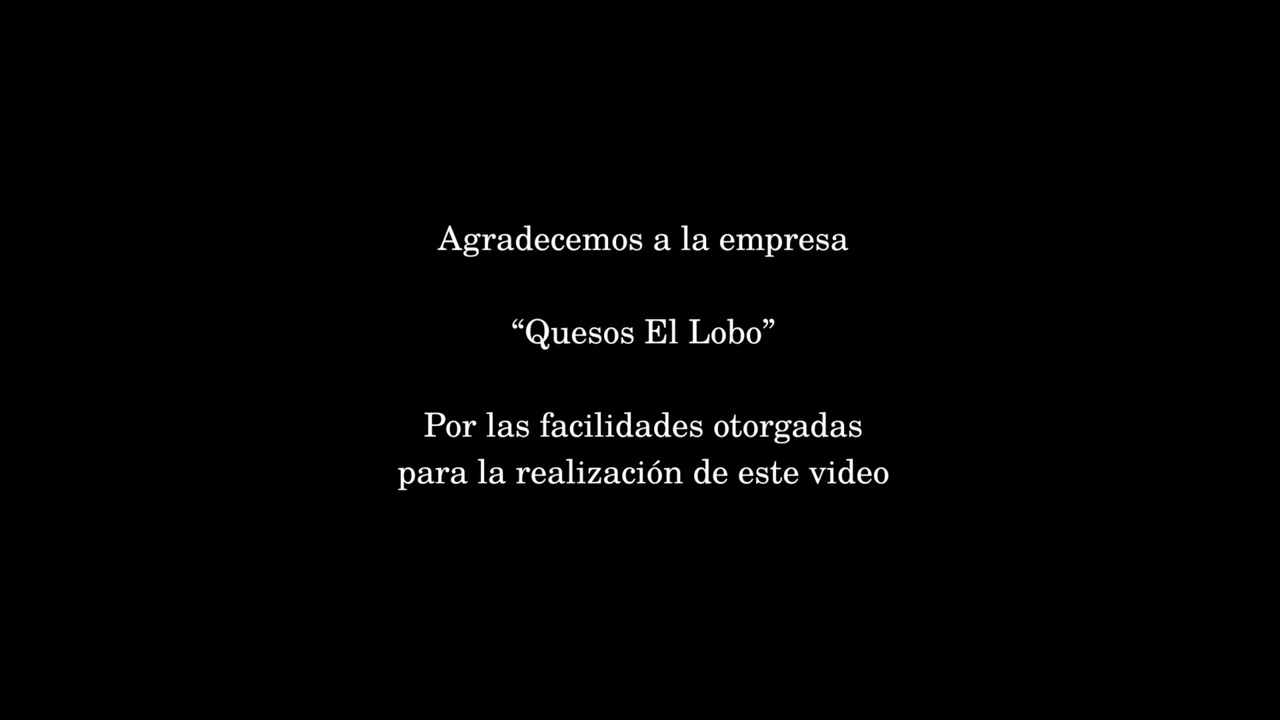 Agradecemos a la empresa
“Quesos El Lobo”
Por las facilidades otorgadas
para la realización de este video